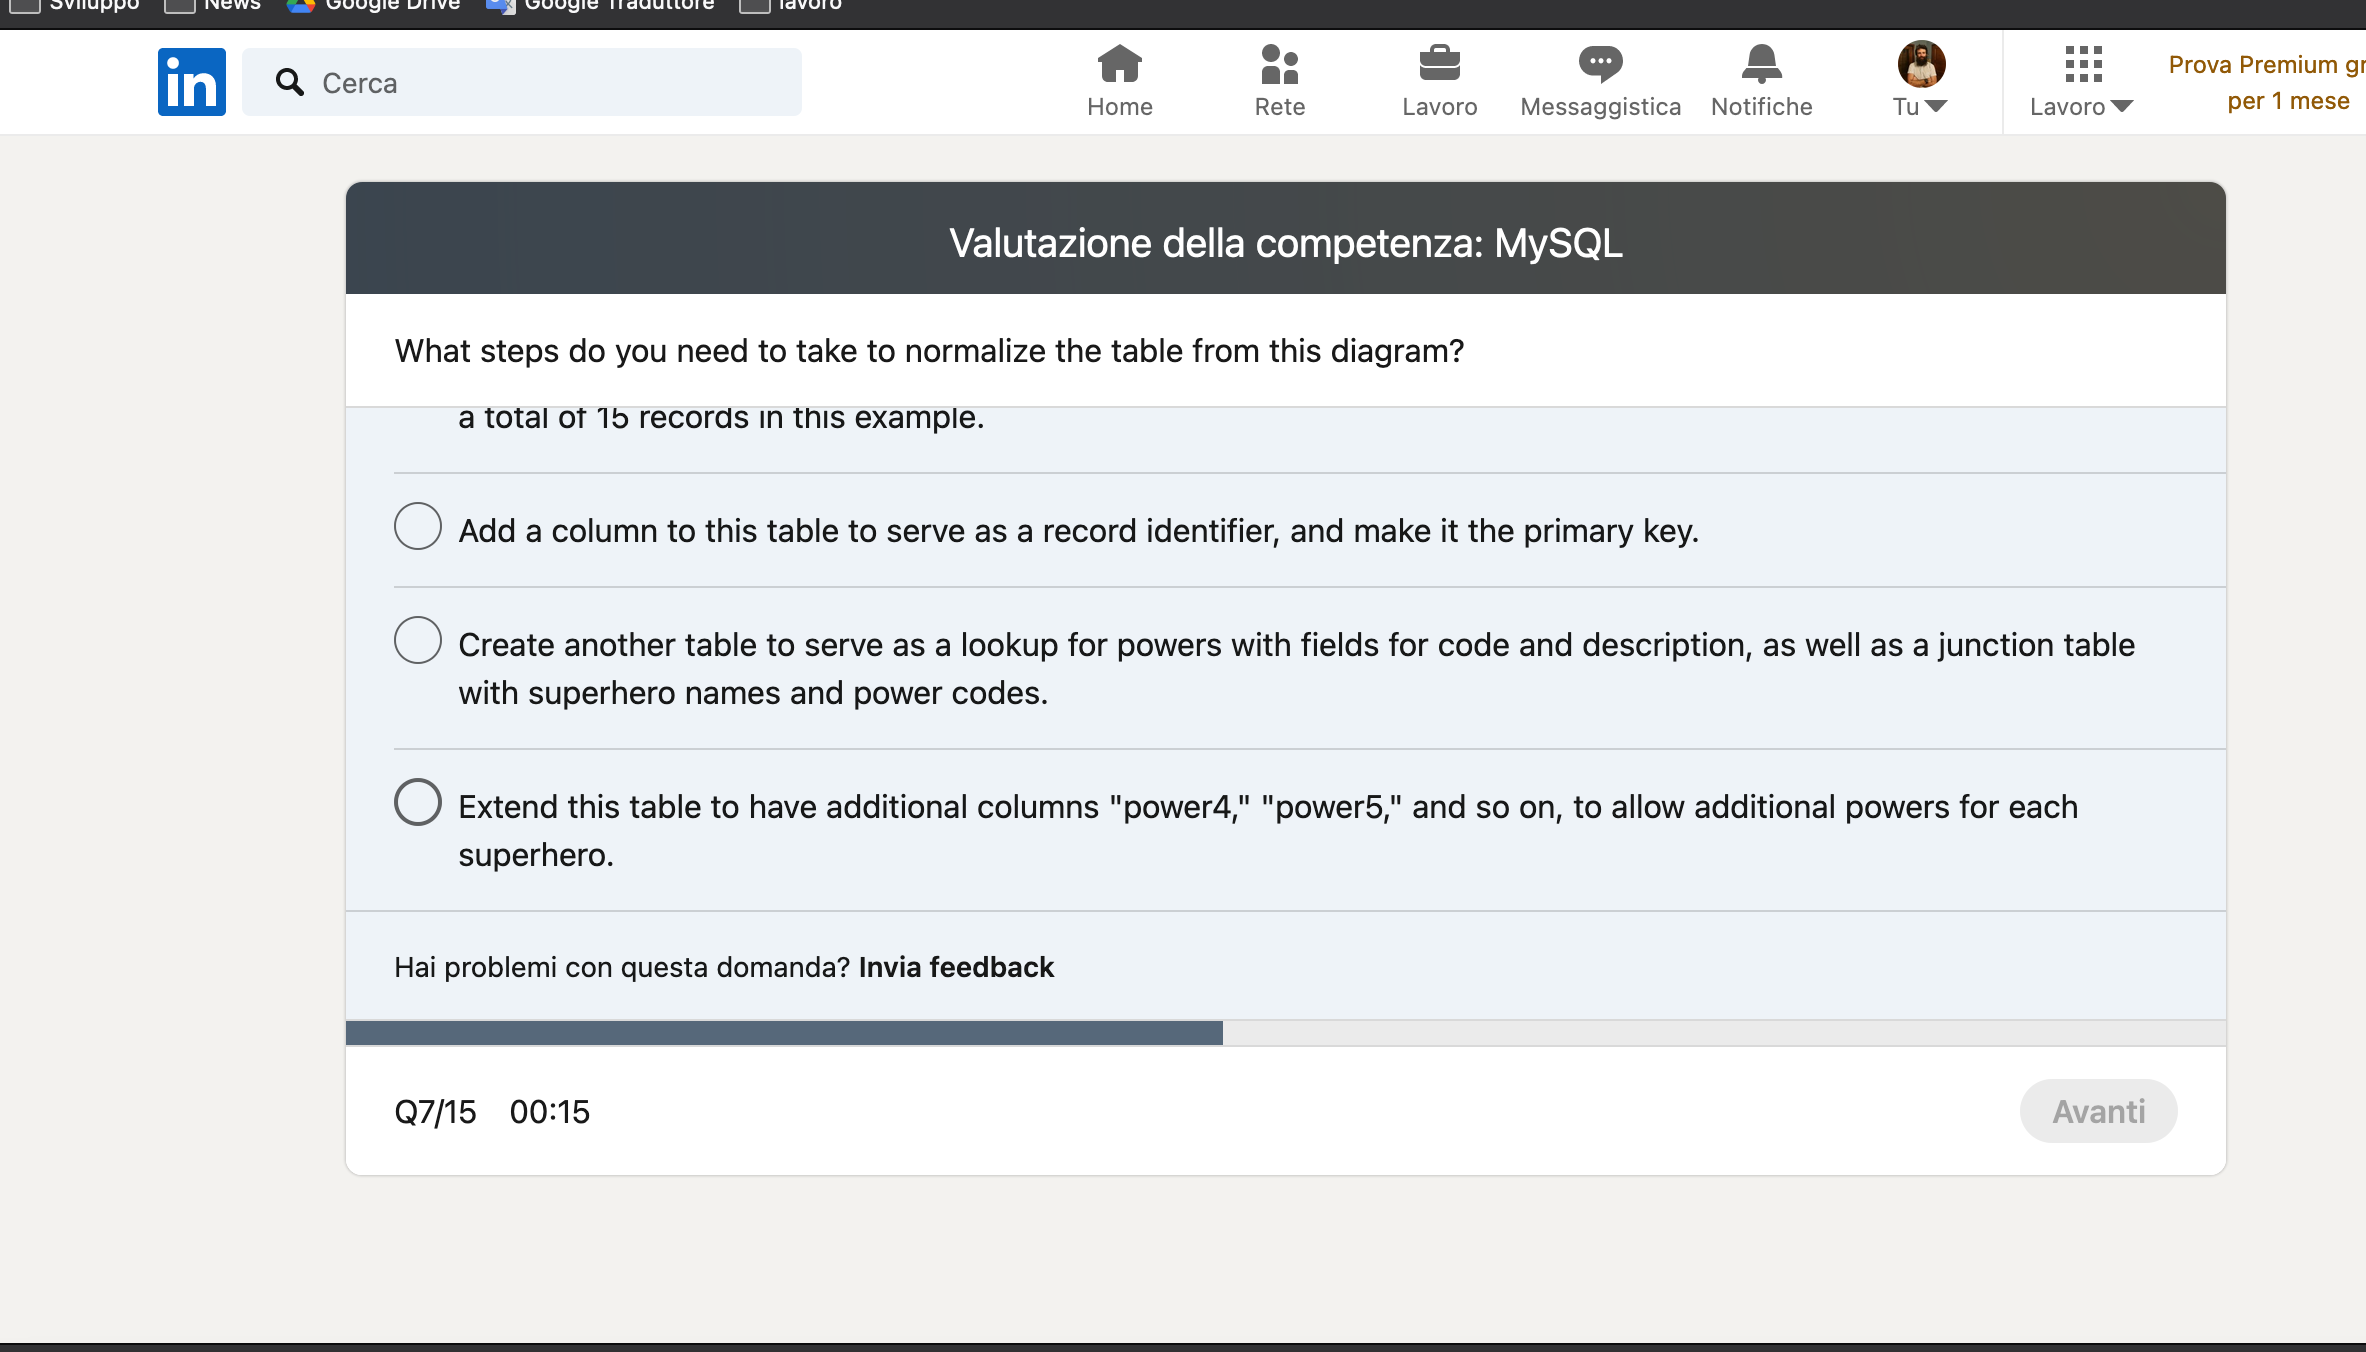 Sviluppo News Google Drive Google Traduttore lavoro
in Cerca Home Rete Lavoro Messaggistica Notifiche Tu Lavoro Prova Premium gr
per 1 mese
Valutazione della competenza: MySQL
What steps do you need to take to normalize the table from this diagram?
a total of 15 records in this example.
Add a column to this table to serve as a record identifier, and make it the primary key.
Create another table to serve as a lookup for powers with fields for code and description, as well as a junction table
with superhero names and power codes.
Extend this table to have additional columns "power4," "power5," and so on, to allow additional powers for each
superhero.
Hai problemi con questa domanda? Invia feedback
Q7/15 00:15 Avanti